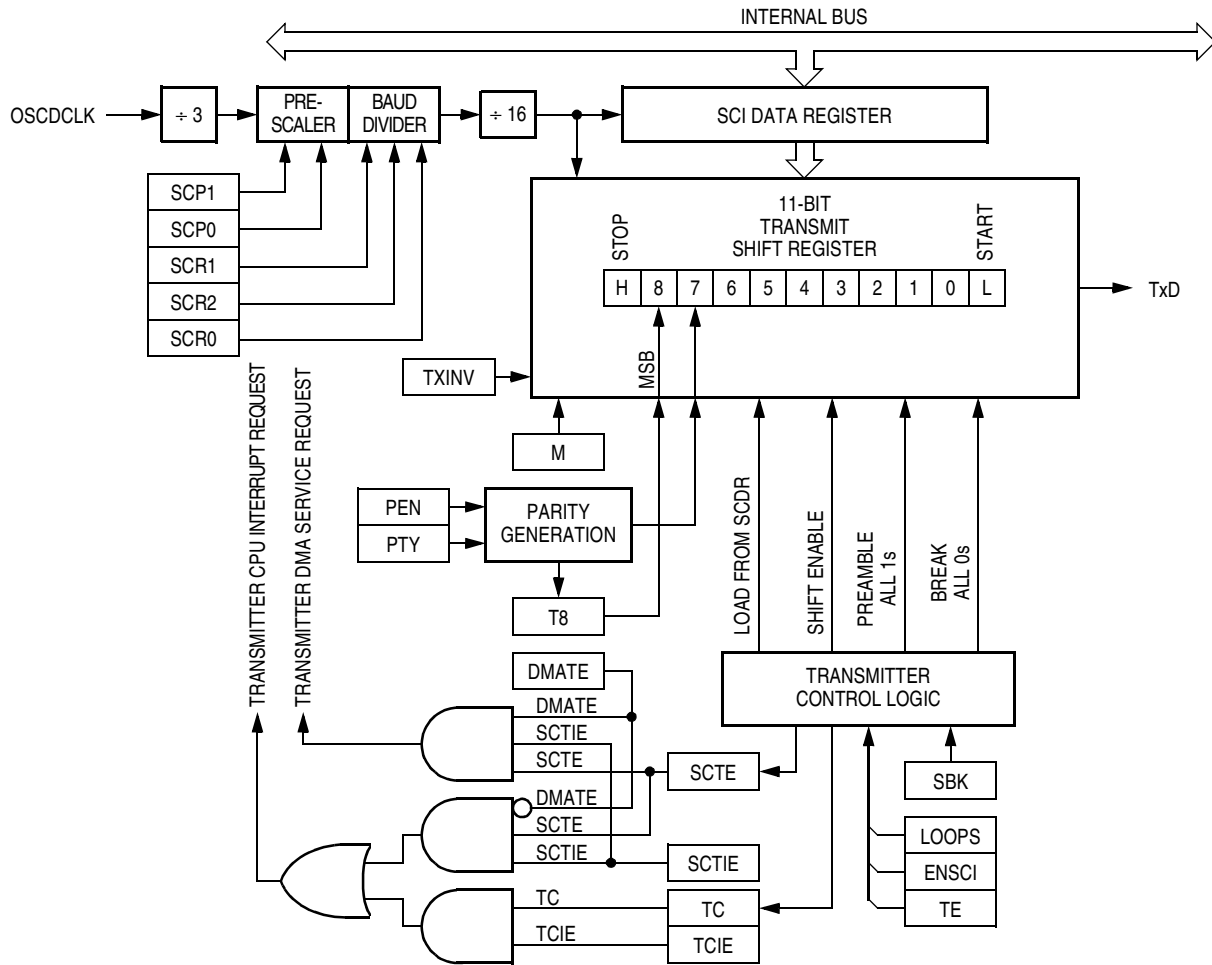 INTERNAL BUS
OSCDCLK
÷ 3
PRE-
SCALER
BAUD
DIVIDER
÷ 16
SCI DATA REGISTER
SCP1
SCP0
SCR1
SCR2
SCR0
11-BIT
TRANSMIT
SHIFT REGISTER
STOP
START
H 8 7 6 5 4 3 2 1 0 L
TxD
MSB
TXINV
M
PEN
PTY
PARITY
GENERATION
T8
LOAD FROM SCDR
SHIFT ENABLE
PREAMBLE
ALL 1s
BREAK
ALL 0s
TRANSMITTER CPU INTERRUPT REQUEST
TRANSMITTER DMA SERVICE REQUEST
TRANSMITTER
CONTROL LOGIC
DMATE
DMATE
SCTIE
SCTE
SCTE
SBK
DMATE
SCTE
SCTIE
SCTIE
LOOPS
ENSCI
TE
TC
TC
TCIE
TCIE